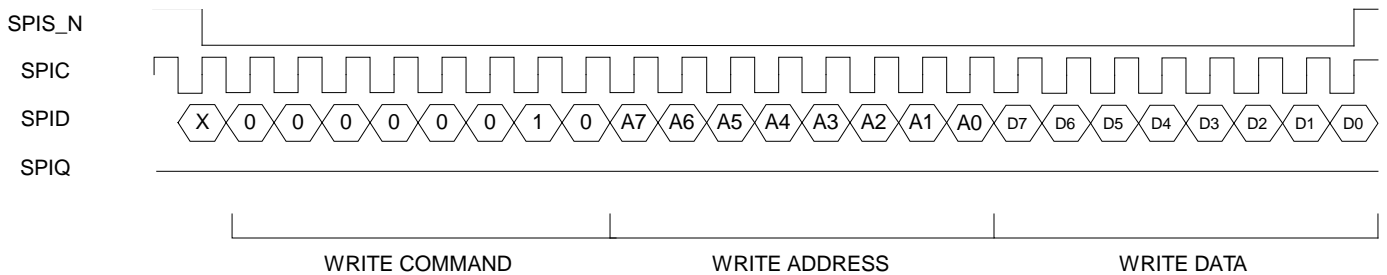 SPIS_N
SPIC
SPID X 0 0 0 0 0 0 1 0 A7 A6 A5 A4 A3 A2 A1 A0 D7 D6 D5 D4 D3 D2 D1 D0
SPIQ
WRITE COMMAND WRITE ADDRESS WRITE DATA